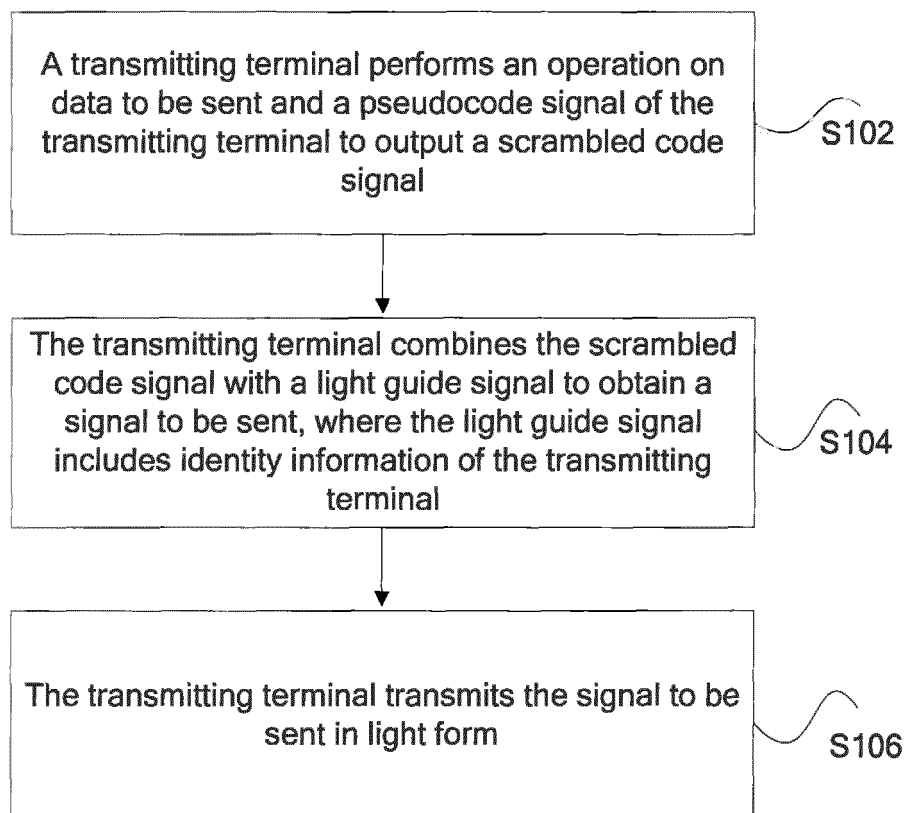 A transmitting terminal performs an operation on
data to be sent and a pseudocode signal of the
transmitting terminal to output a scrambled code
signal
S102
The transmitting terminal combines the scrambled
code signal with a light guide signal to obtain a
signal to be sent, where the light guide signal
includes identity information of the transmitting
terminal
S104
The transmitting terminal transmits the signal to be
sent in light form
S106